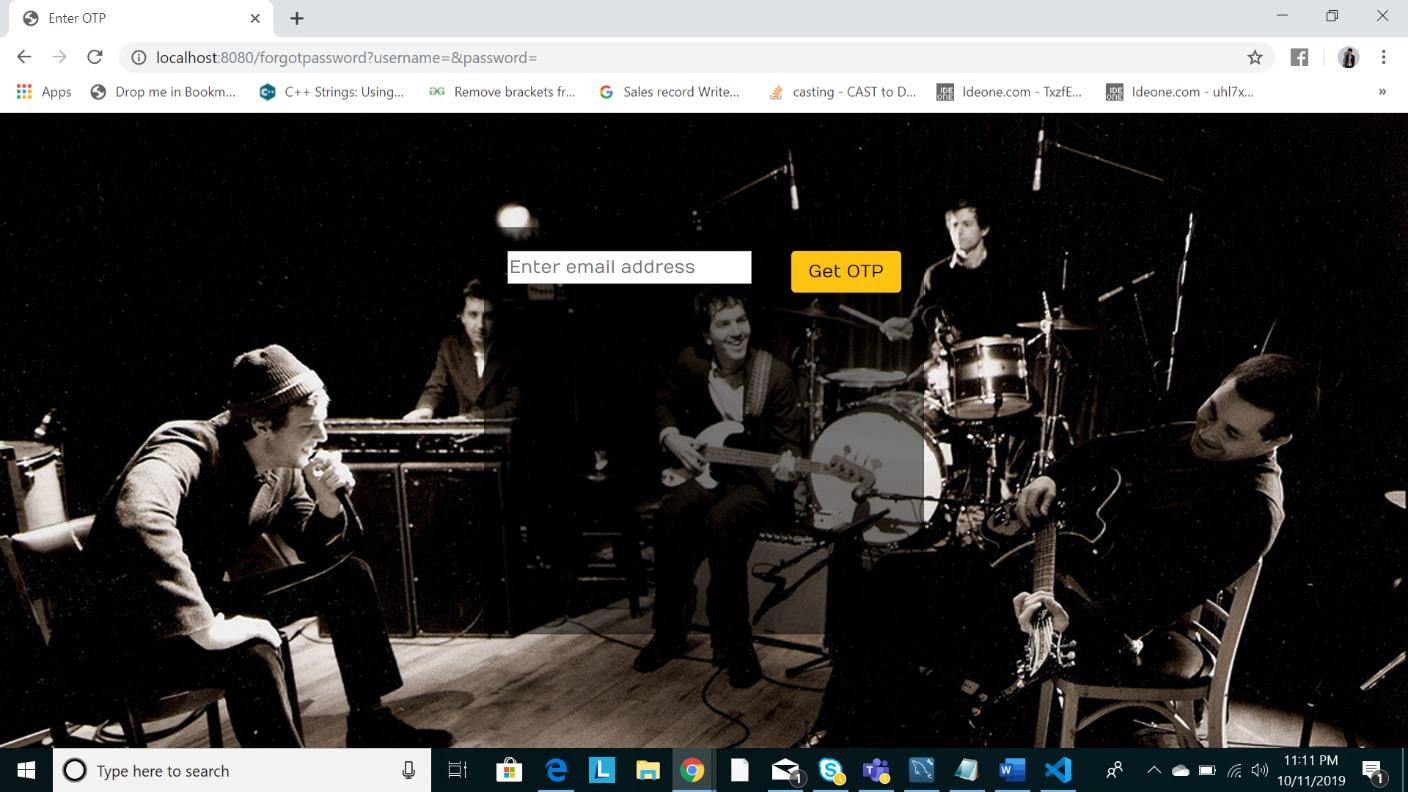 Enter OTP
localhost:8080/forgotpassword?username=&password=
Apps
Drop me in Bookm...
C++ Strings: Using...
Remove brackets fr...
Sales record Write...
casting - CAST to D...
Ideone.com - TxzfE...
Ideone.com - uhl7x...
»
Enter email address
Get OTP
Type here to search
1
11:11 PM
10/11/2019
1